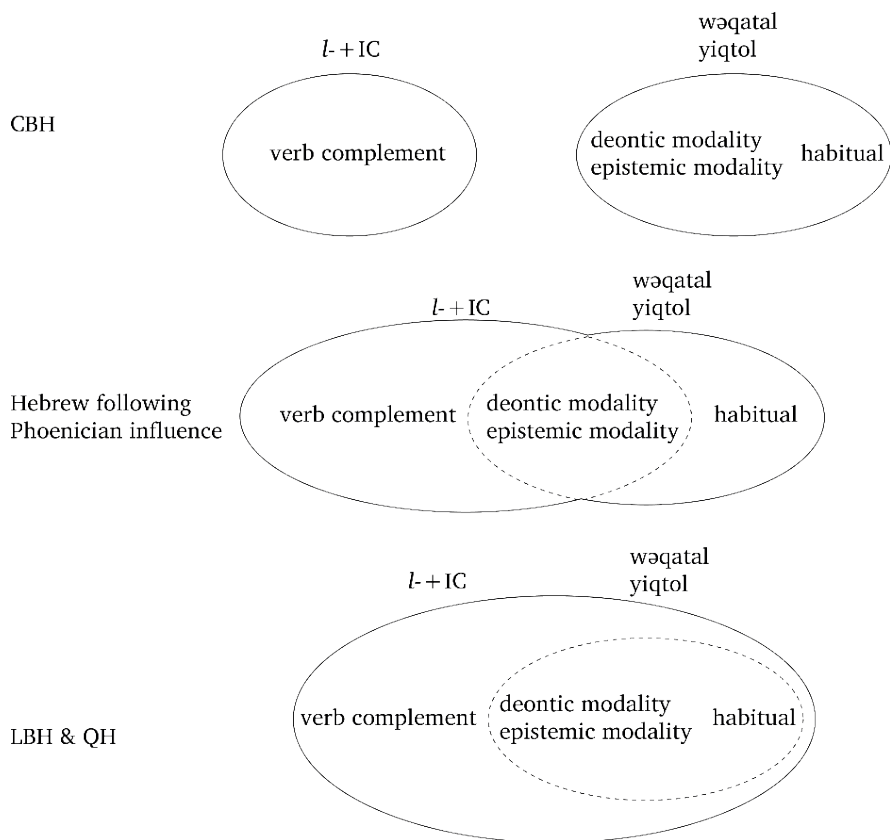 l- + IC
wəqatal
yiqtol
CBH
verb complement
deontic modality
epistemic modality
habitual
l- + IC
wəqatal
yiqtol
Hebrew following
Phoenician influence
verb complement
deontic modality
epistemic modality
habitual
l- + IC
wəqatal
yiqtol
LBH & QH
verb complement
deontic modality
epistemic modality
habitual